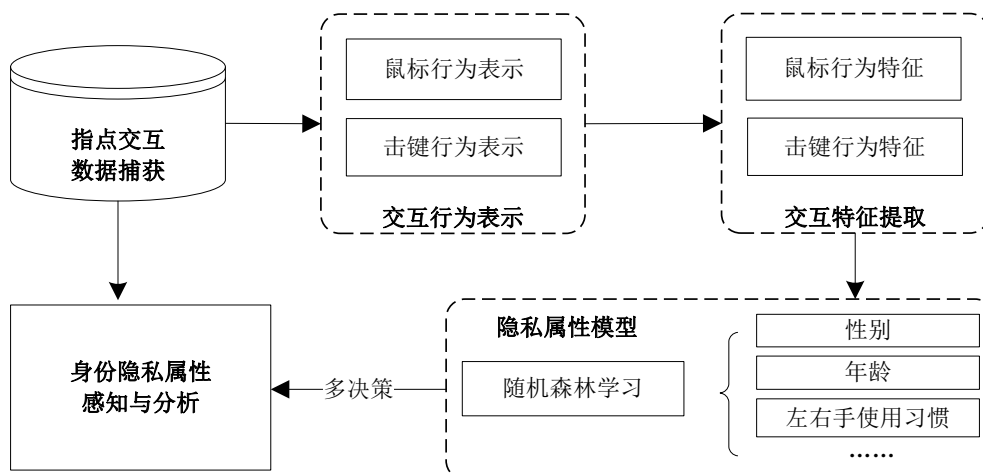 指点交互
数据捕获
鼠标行为表示
击键行为表示
交互行为表示
鼠标行为特征
击键行为特征
交互特征提取
身份隐私属性
感知与分析
多决策
隐私属性模型
随机森林学习
性别
年龄
左右手使用习惯
……